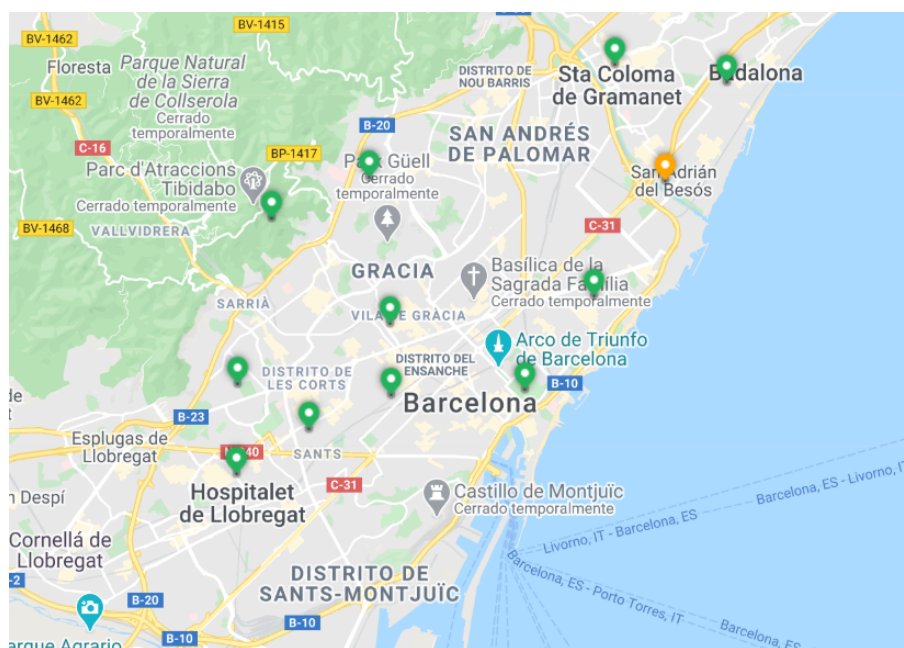 BV-1462
BV-1415
Floresta
Parque Natural
de la Sierra
de Collserola
Cerrado
temporalmente
BV-1462
C-16
B-20
BP-1417
DISTRITO DE
NOU BARRIS
Sta Coloma
de Gramanet
Badalona
SAN ANDRÉS
DE PALOMAR
Parc d'Atraccions
Tibidabo
Cerrado temporalmente
Park Güell
Cerrado
temporalmente
San Adrián
del Besós
BV-1468
VALLVIDRERA
C-31
GRACIA
Basílica de la
Sagrada Família
Cerrado temporalmente
SARRIÀ
VILA DE GRÀCIA
Arco de Triunfo
de Barcelona
DISTRITO DEL
ENSANCHE
DISTRITO DE
LES CORTS
B-10
Barcelona
B-23
Esplugas de
Llobregat
SANTS
C-31
Hospitalet
de Llobregat
Castillo de Montjuïc
Cerrado temporalmente
n Despí
Cornellá de
Llobregat
Barcelona, ES - Livorno, IT
Livorno, IT - Barcelona, ES
Barcelona, ES - Porto Torres, IT
Barcelona, ES
DISTRITO DE
SANTS-MONTJUÏC
-2
B-20
B-10
arque Agrario